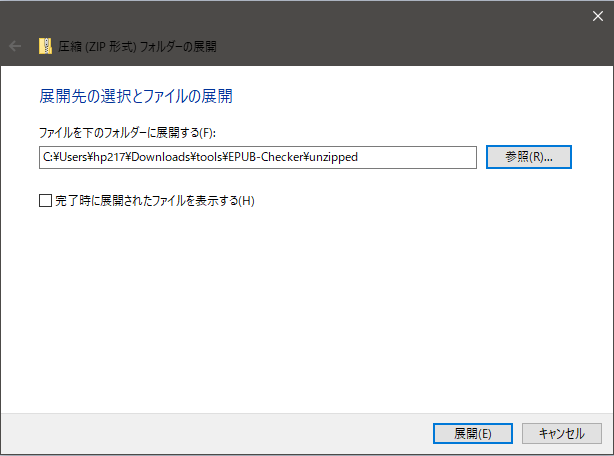 圧縮 (ZIP 形式) フォルダーの展開
展開先の選択とファイルの展開
ファイルを下のフォルダーに展開する(F):
C:¥Users¥hp217¥Downloads¥tools¥EPUB-Checker¥unzipped
参照(R)...
完了時に展開されたファイルを表示する(H)
展開(E)
キャンセル